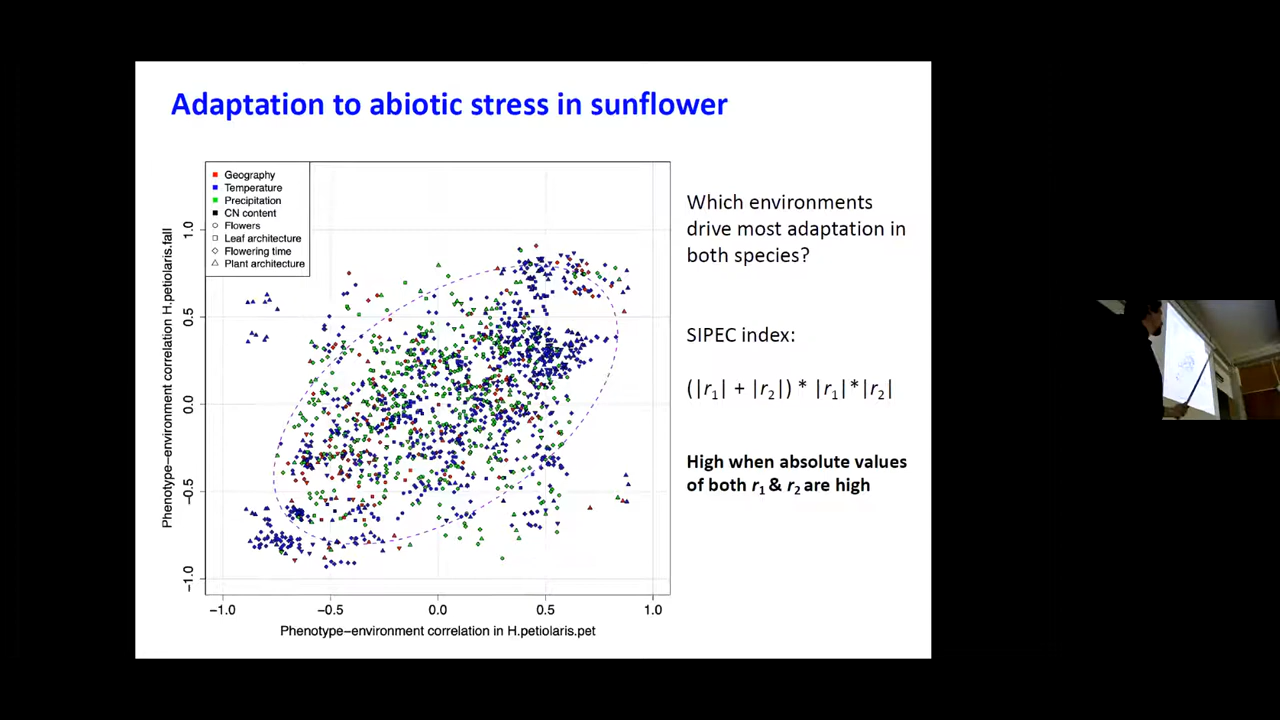 Adaptation to abiotic stress in sunflower
Geography
Temperature
Precipitation
CN content
Flowers
Leaf architecture
Flowering time
Plant architecture
Phenotype−environment correlation H.petiolaris.fall
1.0
0.5
0.0
−0.5
−1.0
−1.0 −0.5 0.0 0.5 1.0
Phenotype−environment correlation in H.petiolaris.pet
Which environments
drive most adaptation in
both species?
SIPEC index:
(|r1| + |r2|) * |r1|*|r2|
High when absolute values
of both r1 & r2 are high